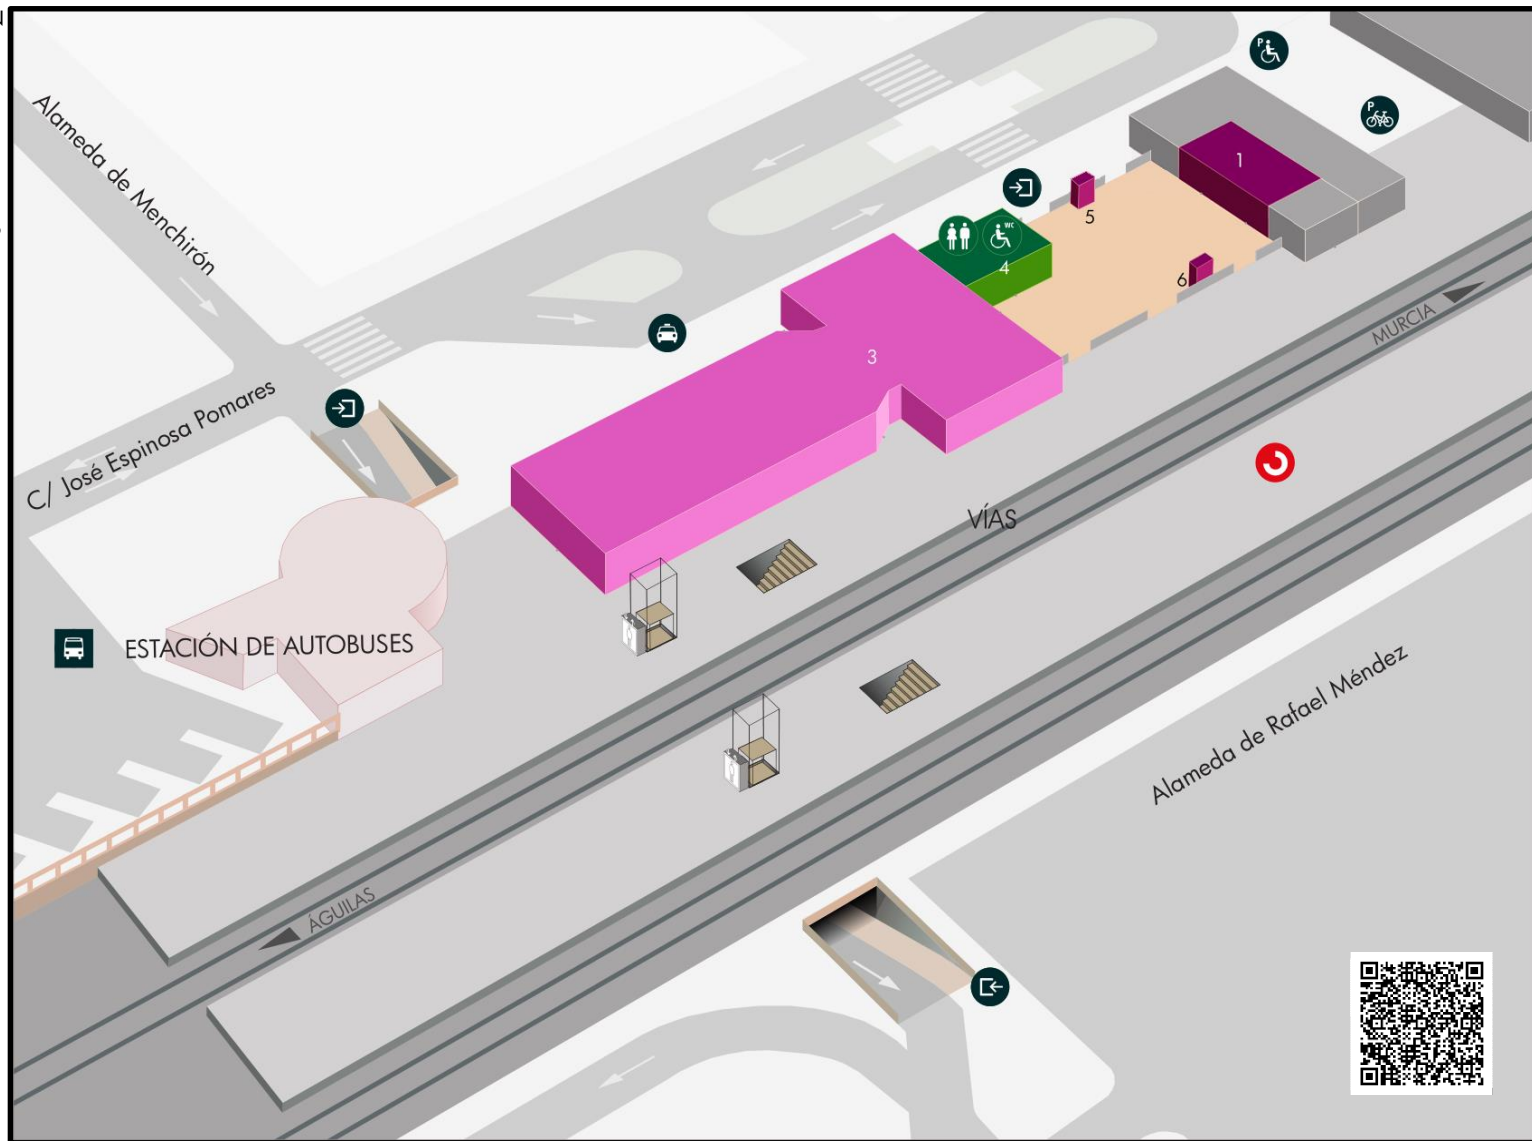 Alameda de Menchirón
P
P
1
5
WC
4
6
MURCIA
3
C/ José Espinosa Pomares
VÍAS
ESTACIÓN DE AUTOBUSES
Alameda de Rafael Méndez
ÁGUILAS